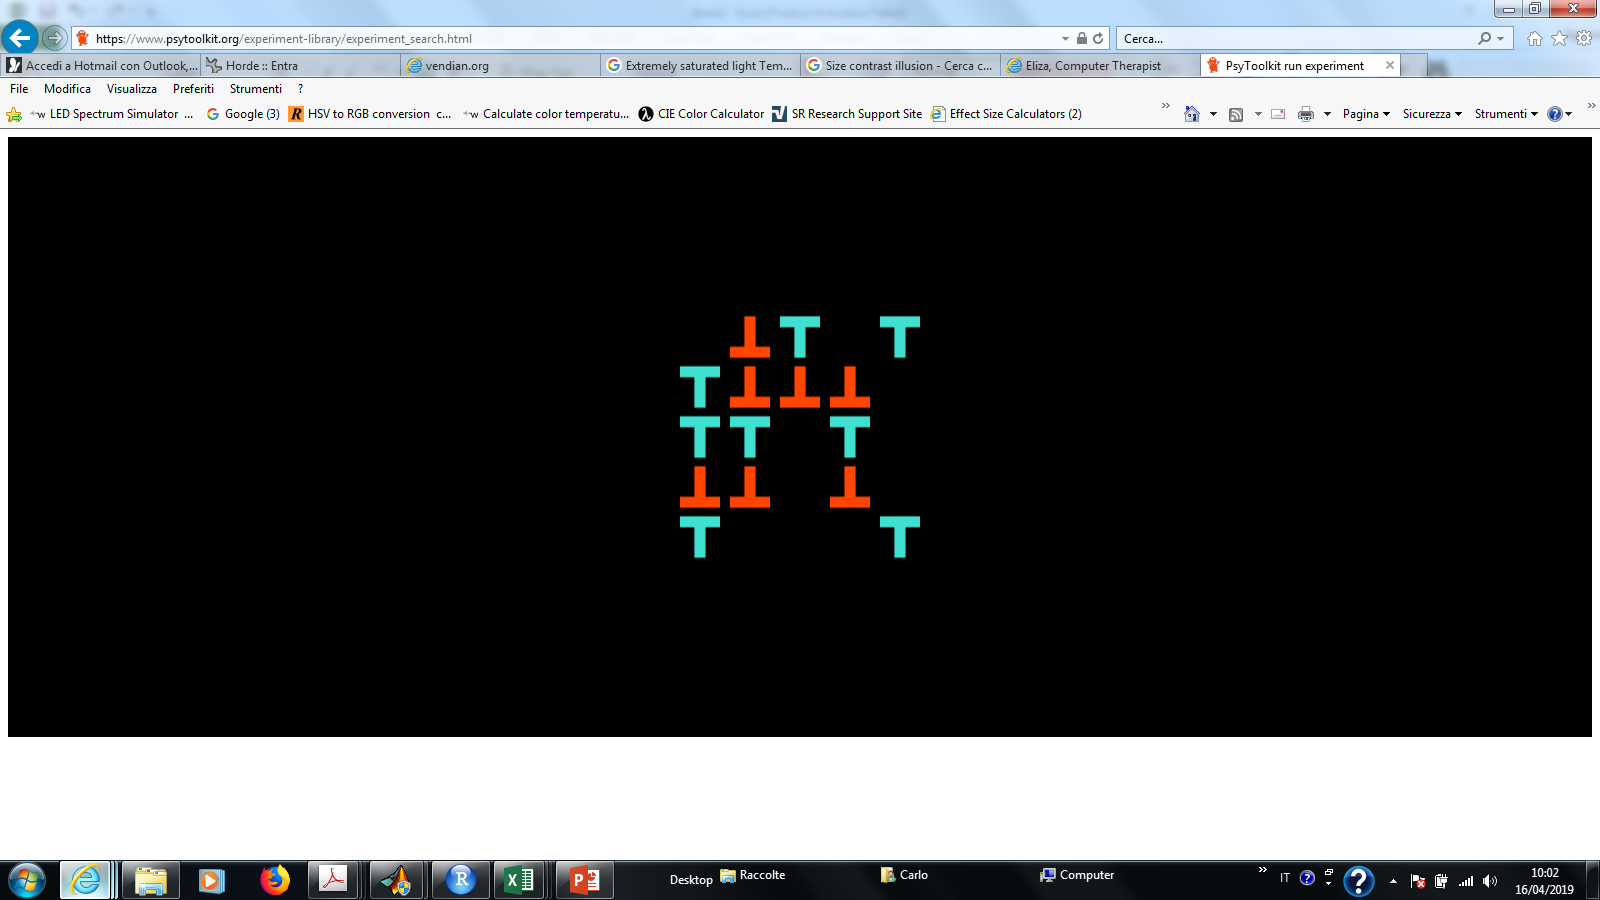 https://www.psytoolkit.org/experiment-library/experiment_search.html
Cerca...
Accedi a Hotmail con Outlook,...
Horde :: Entra
vendian.org
Extremely saturated light Tem...
Size contrast illusion - Cerca c...
Eliza, Computer Therapist
PsyToolkit run experiment
File Modifica Visualizza Preferiti Strumenti ?
LED Spectrum Simulator ... Google (3) HSV to RGB conversion c... Calculate color temperatu... CIE Color Calculator SR Research Support Site Effect Size Calculators (2) » Pagina Sicurezza Strumenti »
T T
T
T T T
T T
Desktop Raccolte Carlo Computer » IT
10:02
16/04/2019